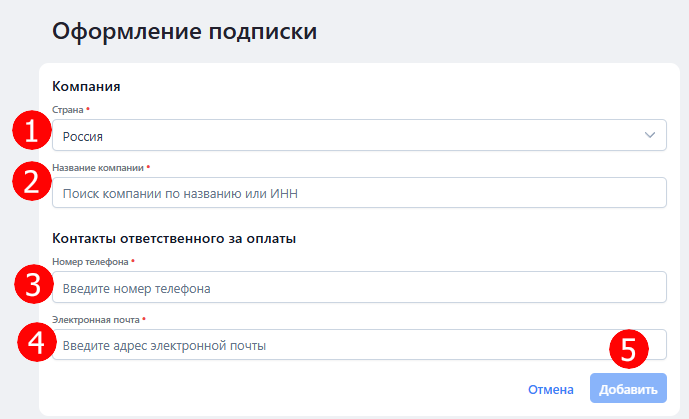 Оформление подписки
Компания
Страна *
1 Россия
Название компании *
2 Поиск компании по названию или ИНН
Контакты ответственного за оплаты
Номер телефона *
3 Введите номер телефона
Электронная почта *
4 Введите адрес электронной почты
5
Отмена Добавить